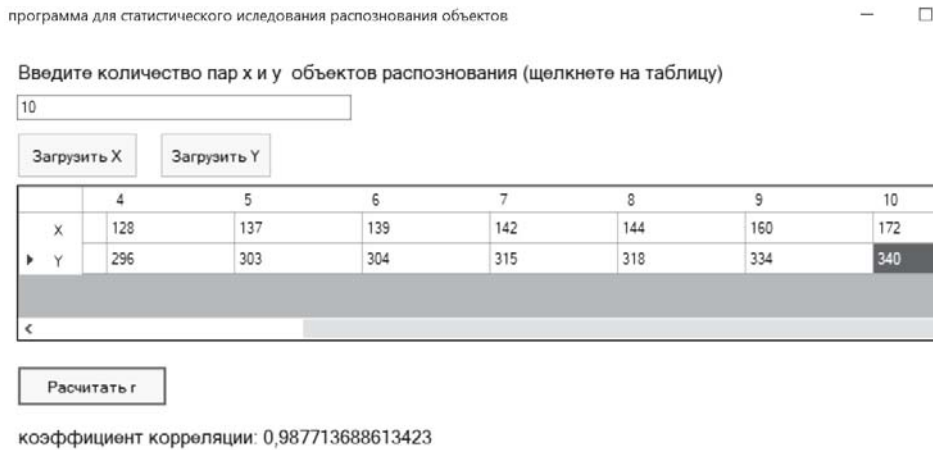 программа для статистического иследования распознования объектов
Введите количество пар x и y объектов распознования (щелкнете на таблицу)
10
Загрузить X Загрузить Y
4 5 6 7 8 9 10
X 128 137 139 142 144 160 172
Y 296 303 304 315 318 334 340
Расчитать r
коэффициент корреляции: 0,987713688613423